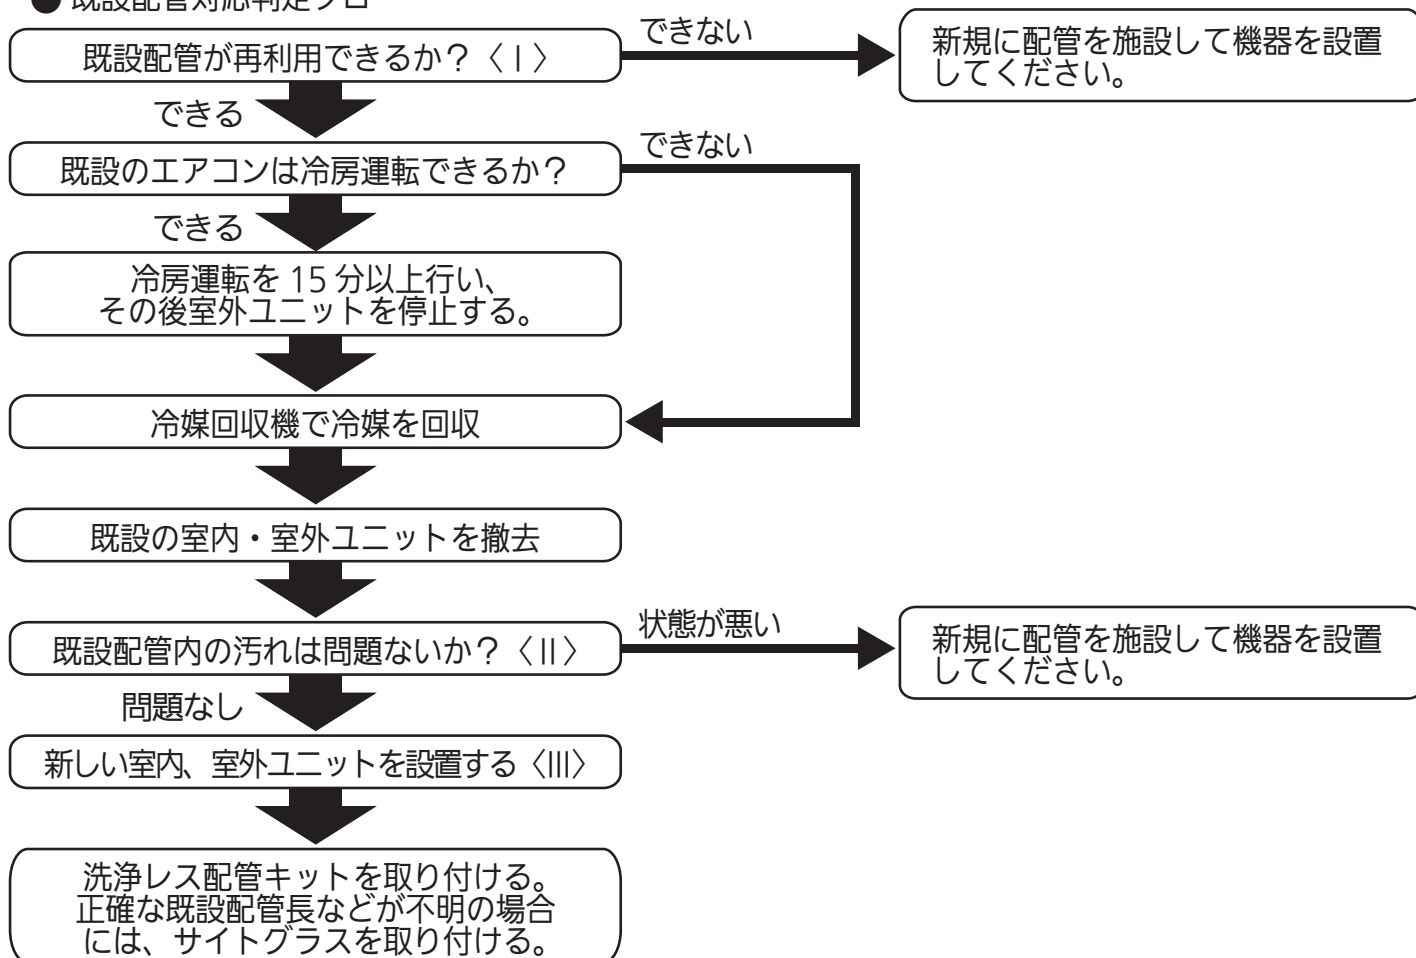 ● 既設配管対応判定フロー
既設配管が再利用できるか？〈Ⅰ〉
できない
新規に配管を施設して機器を設置
してください。
できる
既設のエアコンは冷房運転できるか？
できない
できる
冷房運転を 15 分以上行い、
その後室外ユニットを停止する。
冷媒回収機で冷媒を回収
既設の室内・室外ユニットを撤去
既設配管内の汚れは問題ないか？〈Ⅱ〉
状態が悪い
新規に配管を施設して機器を設置
してください。
問題なし
新しい室内、室外ユニットを設置する〈Ⅲ〉
洗浄レス配管キットを取り付ける。
正確な既設配管長などが不明の場合
には、サイトグラスを取り付ける。